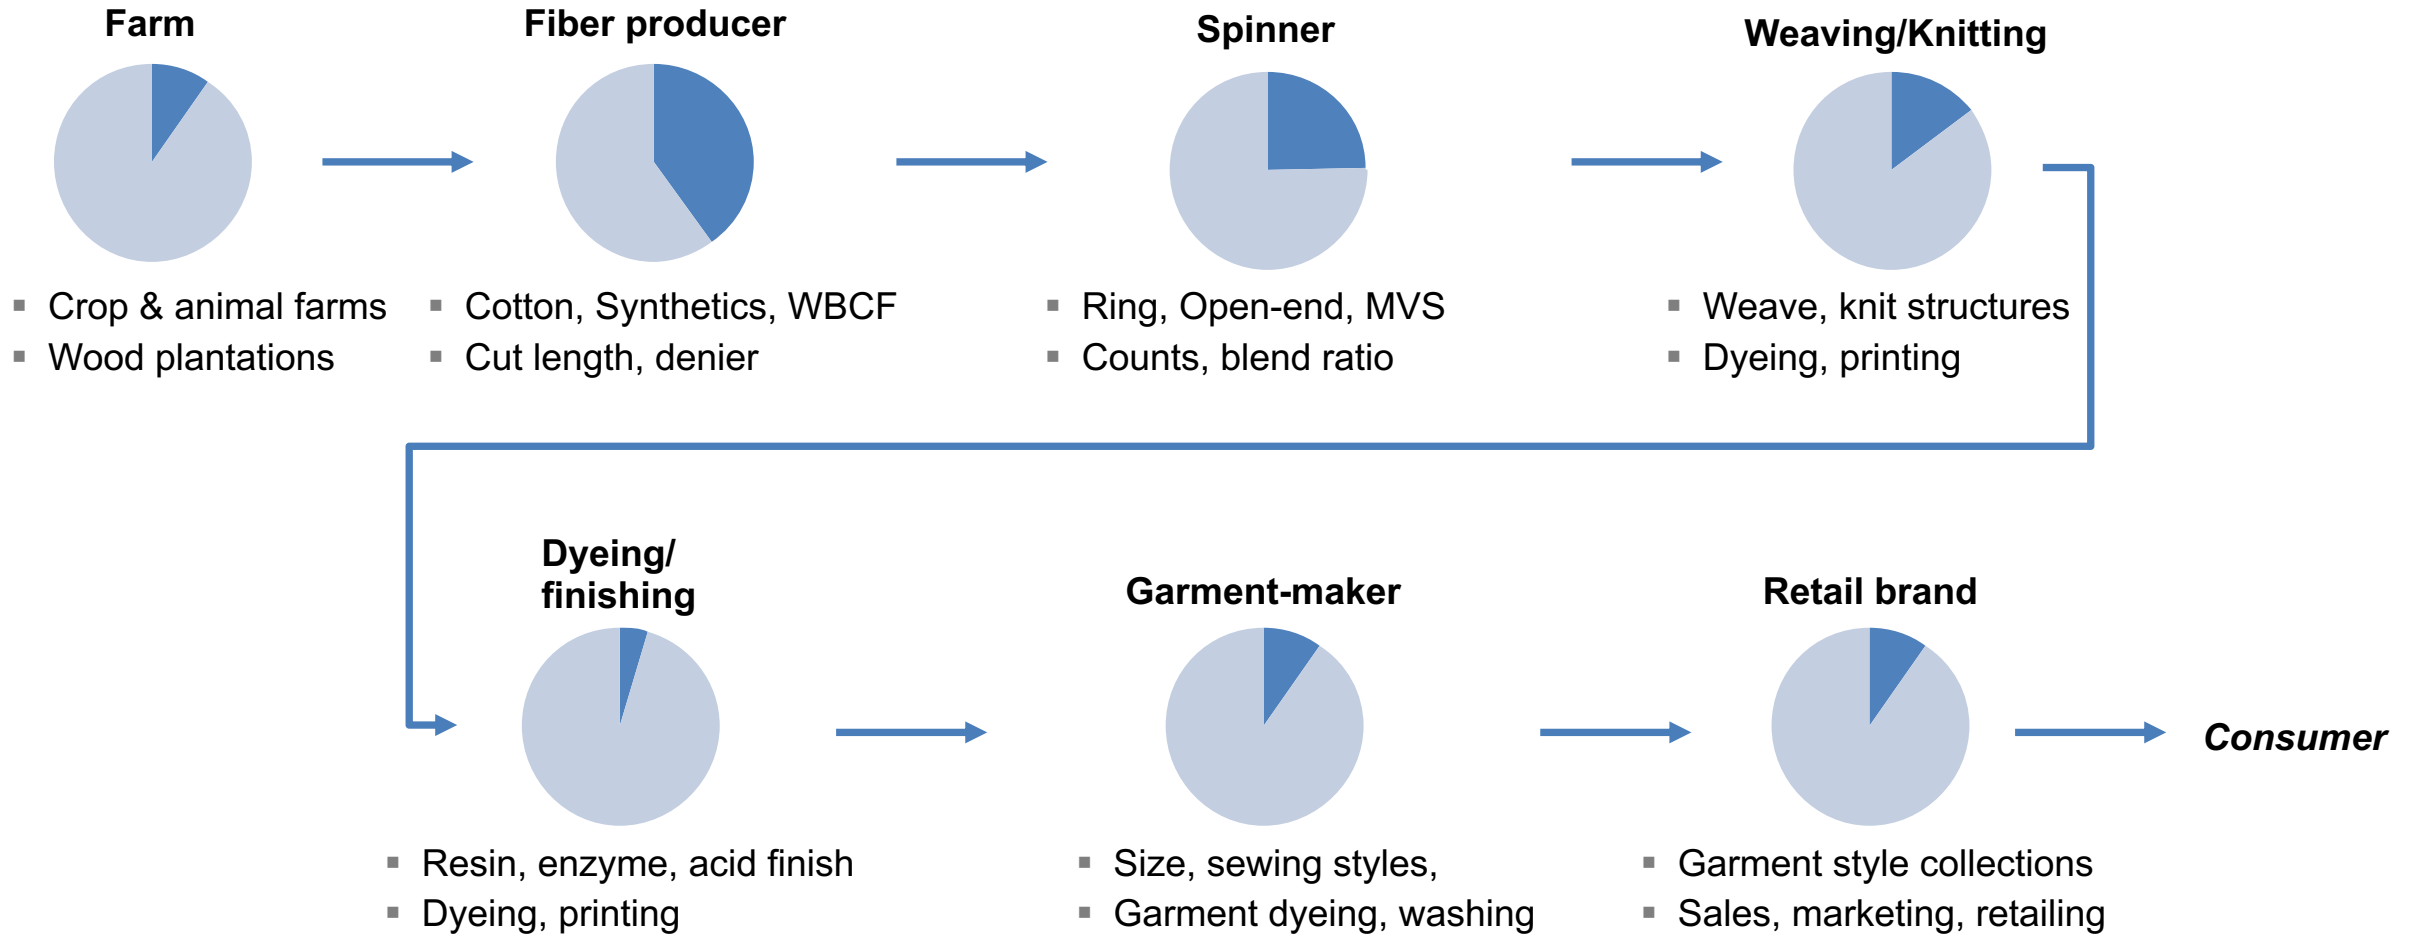 Farm
Fiber producer
Spinner
Weaving/Knitting
▪ Crop & animal farms
▪ Wood plantations
▪ Cotton, Synthetics, WBCF
▪ Cut length, denier
▪ Ring, Open-end, MVS
▪ Counts, blend ratio
▪ Weave, knit structures
▪ Dyeing, printing
Dyeing/
finishing
Garment-maker
Retail brand
Consumer
▪ Resin, enzyme, acid finish
▪ Dyeing, printing
▪ Size, sewing styles,
▪ Garment dyeing, washing
▪ Garment style collections
▪ Sales, marketing, retailing